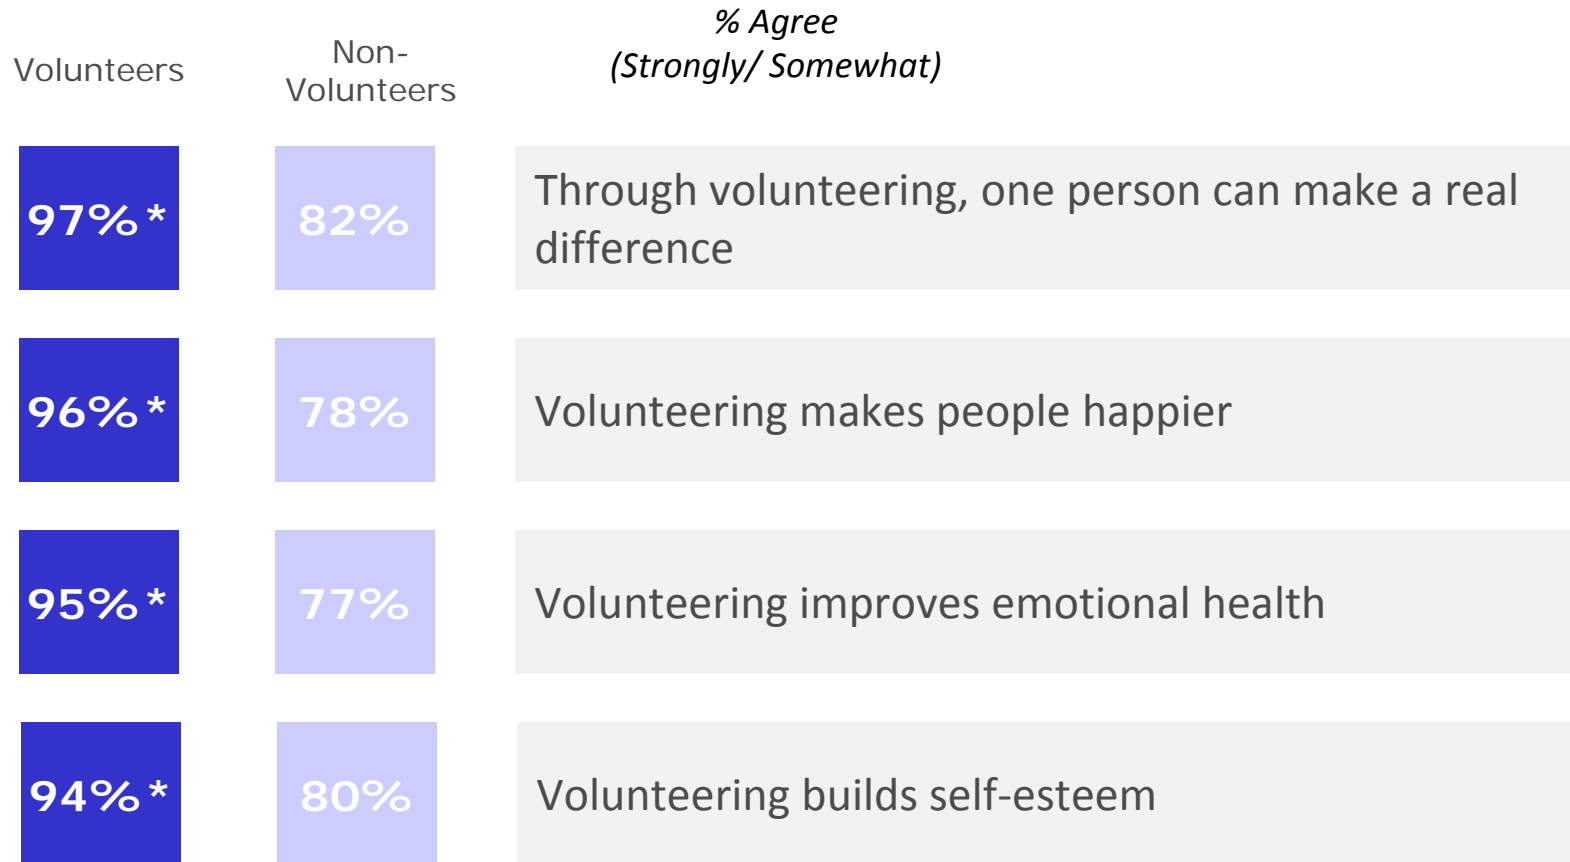 % Agree
(Strongly/ Somewhat)
Volunteers
Non-
Volunteers
97%*
82%
Through volunteering, one person can make a real
difference
96%*
78%
Volunteering makes people happier
95%*
77%
Volunteering improves emotional health
94%*
80%
Volunteering builds self-esteem